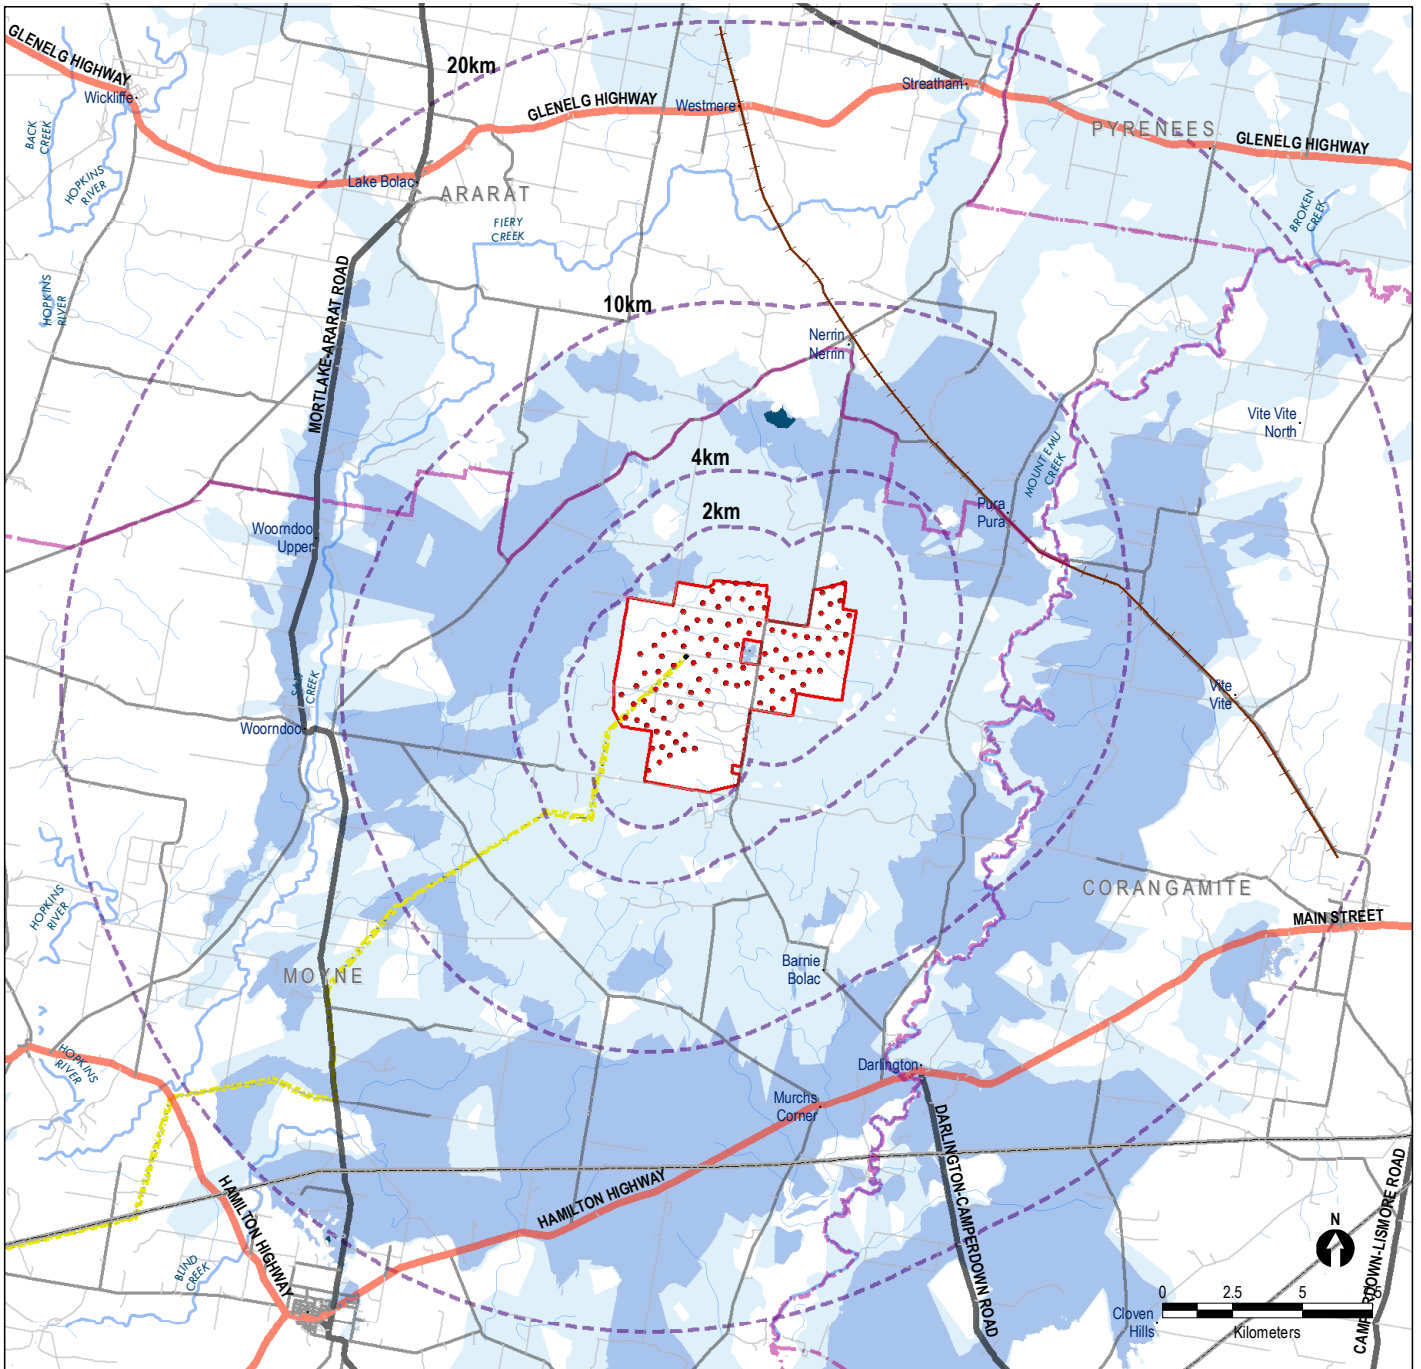 GLENELG HIGHWAY
20km
Wickliffe
BACK
CREEK
HOPKINS
RIVER
GLENELG HIGHWAY
Westmere
Streatham
PYRENEES
GLENELG HIGHWAY
Lake Bolac
ARARAT
FIERY
CREEK
BROKEN
CREEK
HOPKINS
RIVER
MORTLAKE-ARARAT ROAD
10km
Nerrin
Nerrin
Vite Vite
North
4km
MOUNT EMU
CREEK
2km
Pura
Pura
Woorndoo
Upper
SALT
CREEK
Vite
Vite
Woorndoo
HOPKINS
RIVER
CORANGAMITE
MAIN STREET
Barnie
Bolac
MOYNE
HOPKINS
RIVER
Darlington
Murchs
Corner
DARLINGTON-CAMPERDOWN ROAD
HAMILTON HIGHWAY
HAMILTON HIGHWAY
BLIND
CREEK
CAMPERDOWN-LISMORE ROAD
N
0 2.5 5
Cloven
Hills
Kilometers